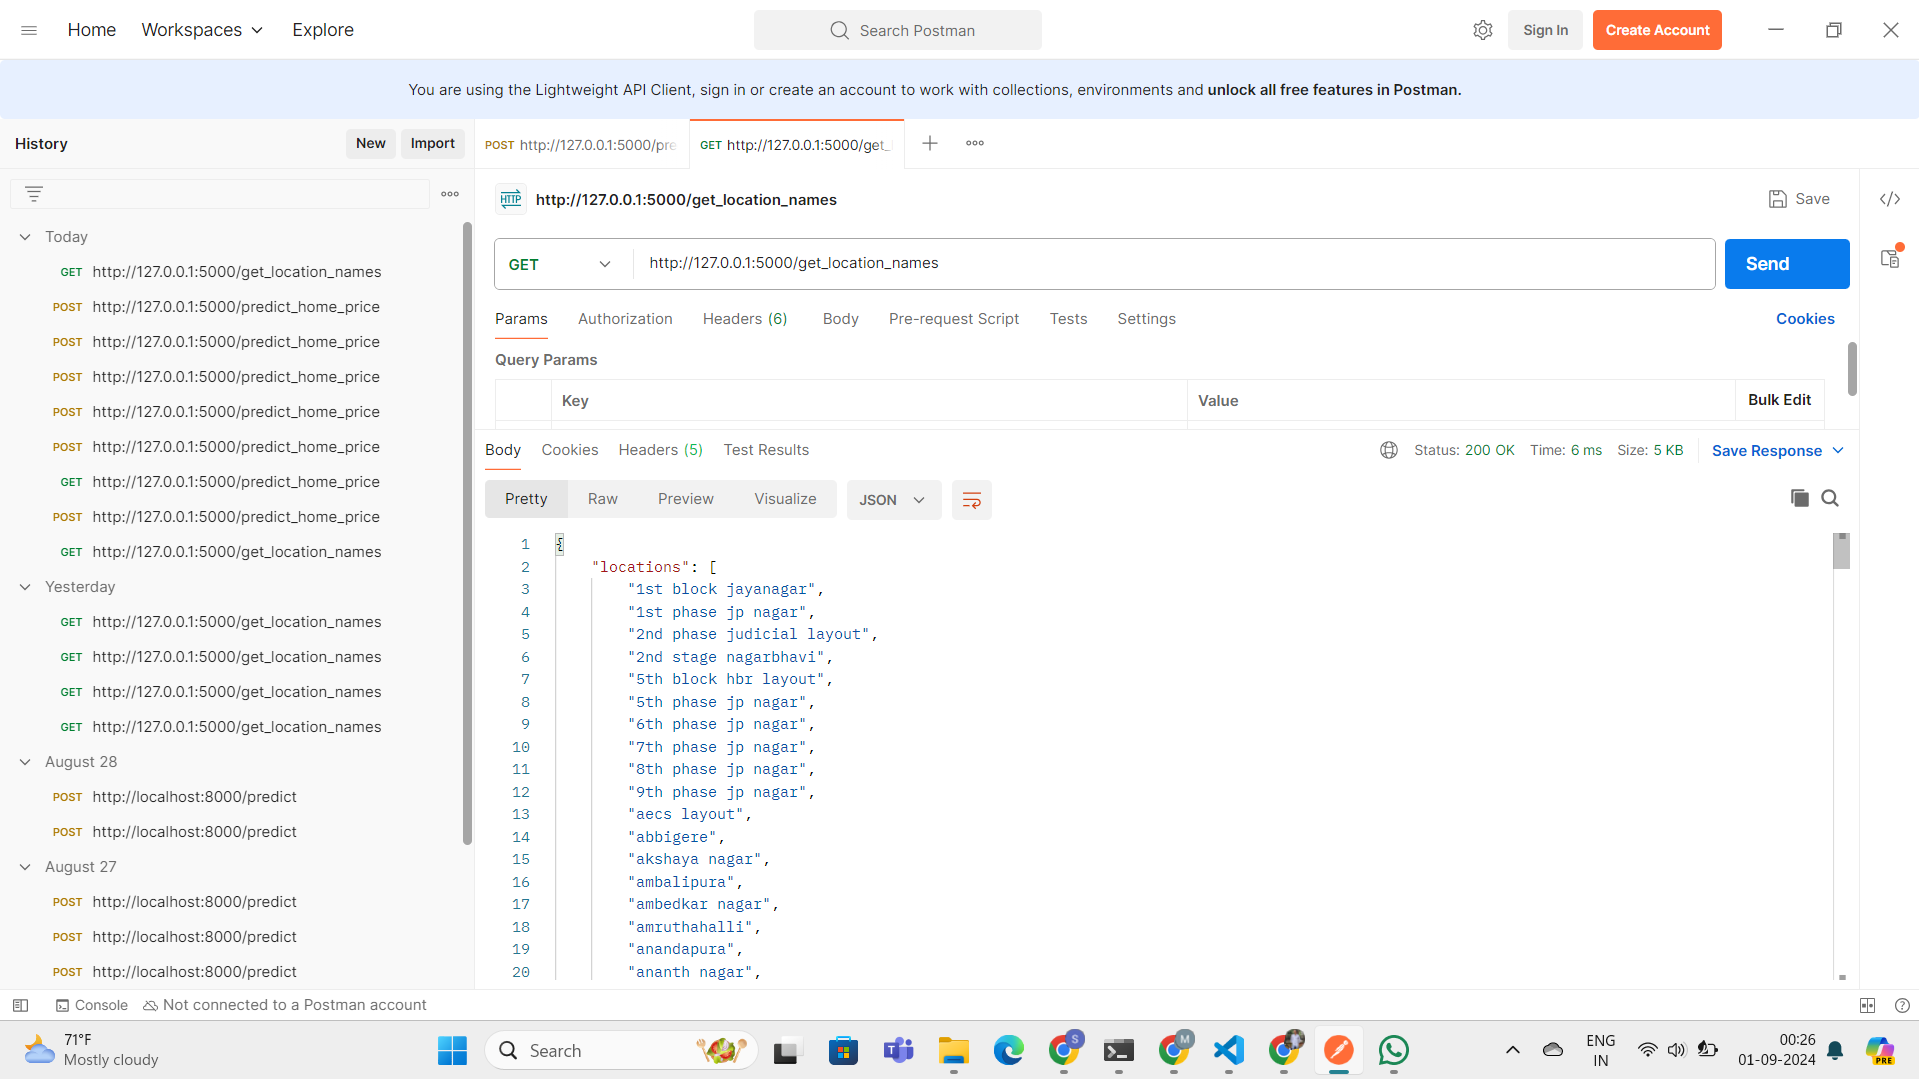 Home Workspaces Explore Search Postman Sign In Create Account
You are using the Lightweight API Client, sign in or create an account to work with collections, environments and unlock all free features in Postman.
History New Import
Today
GET http://127.0.0.1:5000/get_location_names
POST http://127.0.0.1:5000/predict_home_price
POST http://127.0.0.1:5000/predict_home_price
POST http://127.0.0.1:5000/predict_home_price
POST http://127.0.0.1:5000/predict_home_price
POST http://127.0.0.1:5000/predict_home_price
GET http://127.0.0.1:5000/predict_home_price
POST http://127.0.0.1:5000/predict_home_price
GET http://127.0.0.1:5000/get_location_names
Yesterday
GET http://127.0.0.1:5000/get_location_names
GET http://127.0.0.1:5000/get_location_names
GET http://127.0.0.1:5000/get_location_names
GET http://127.0.0.1:5000/get_location_names
August 28
POST http://localhost:8000/predict
POST http://localhost:8000/predict
August 27
POST http://localhost:8000/predict
POST http://localhost:8000/predict
POST http://localhost:8000/predict
POST http://127.0.0.1:5000/pre GET http://127.0.0.1:5000/get_
HTTP http://127.0.0.1:5000/get_location_names Save
GET http://127.0.0.1:5000/get_location_names Send
Params Authorization Headers (6) Body Pre-request Script Tests Settings Cookies
Query Params
Key Value Bulk Edit
Body Cookies Headers (5) Test Results Status: 200 OK Time: 6 ms Size: 5 KB Save Response
Pretty Raw Preview Visualize JSON
1 {
2 "locations": [
3 "1st block jayanagar",
4 "1st phase jp nagar",
5 "2nd phase judicial layout",
6 "2nd stage nagarbhavi",
7 "5th block hbr layout",
8 "5th phase jp nagar",
9 "6th phase jp nagar",
10 "7th phase jp nagar",
11 "8th phase jp nagar",
12 "9th phase jp nagar",
13 "aecs layout",
14 "abbigere",
15 "akshaya nagar",
16 "ambalipura",
17 "ambedkar nagar",
18 "amruthahalli",
19 "anandapura",
20 "ananth nagar",
Console Not connected to a Postman account
71°F
Mostly cloudy
Search
S
M
ENG
IN
00:26
01-09-2024
PRE